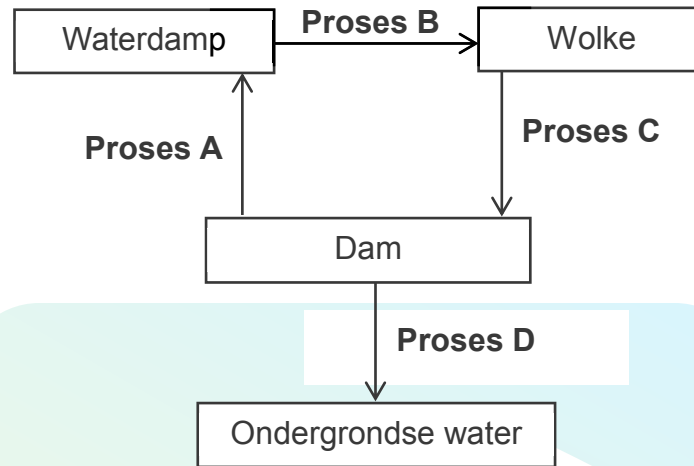 Waterdamp
Proses B
Wolke
Proses A
Proses C
Dam
Proses D
Ondergrondse water